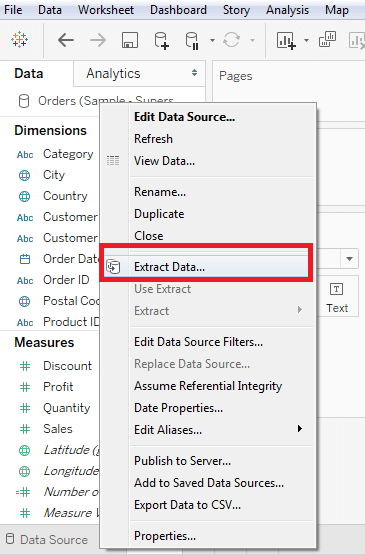 File Data Worksheet Dashboard Story Analysis Map
Data Analytics
Pages
Orders (Sample - Supers
Dimensions
Abc Category
City
Country
Abc Customer
Abc Customer
Order Date
Abc Order ID
Postal Co
Abc Product ID
Measures
Discount
Profit
Quantity
Sales
Latitude (
Longitude
Number o
Measure V
Data Source
Edit Data Source...
Refresh
View Data...
Rename...
Duplicate
Close
Extract Data...
Use Extract
Extract
Edit Data Source Filters...
Replace Data Source...
Assume Referential Integrity
Date Properties...
Edit Aliases...
Publish to Server...
Add to Saved Data Sources...
Export Data to CSV...
Properties...
Text